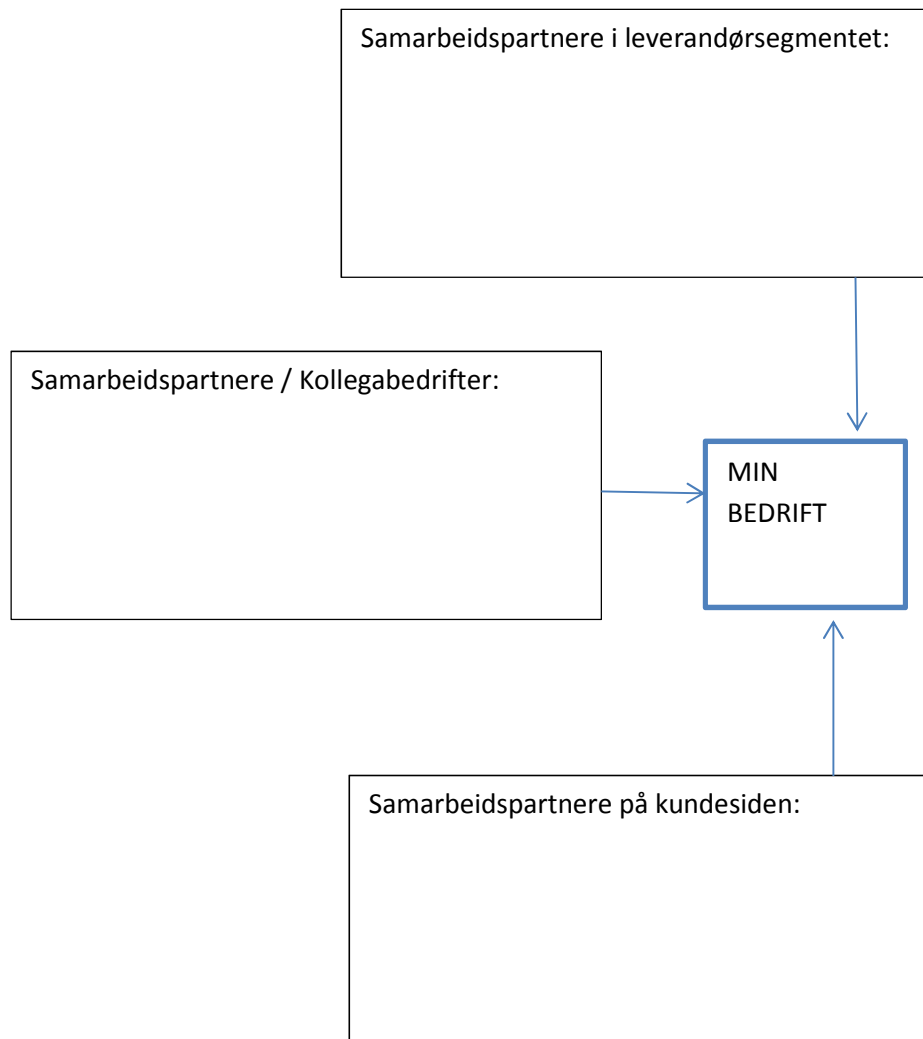 Samarbeidspartnere i leverandørsegmentet:
Samarbeidspartnere / Kollegabedrifter:
MIN
BEDRIFT
Samarbeidspartnere på kundesiden: